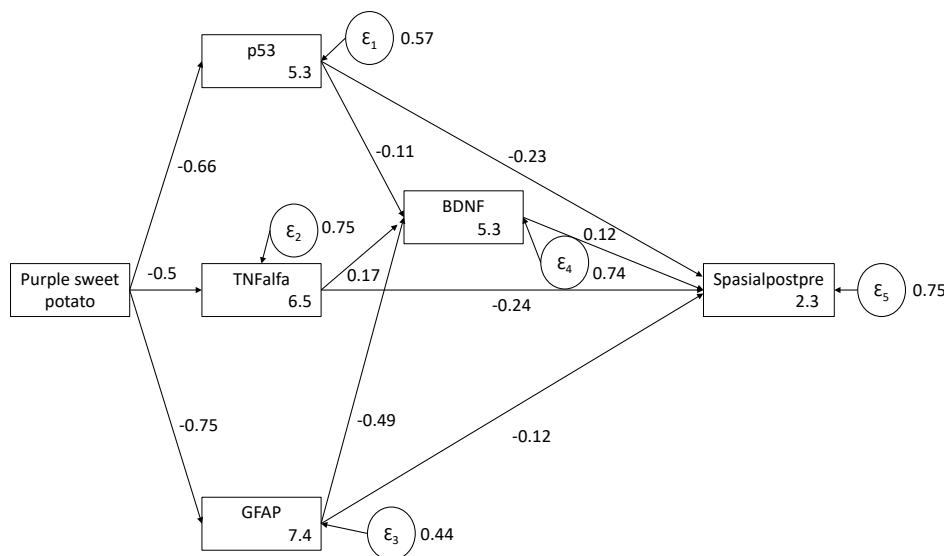 p53
5.3
ε1
0.57
-0.66
-0.11
-0.23
BDNF
5.3
ε2
0.75
0.12
ε4
0.74
Purple sweet
potato
-0.5
TNFalfa
6.5
0.17
-0.24
Spasialpostpre
2.3
ε5
0.75
-0.75
-0.49
-0.12
GFAP
7.4
ε3
0.44